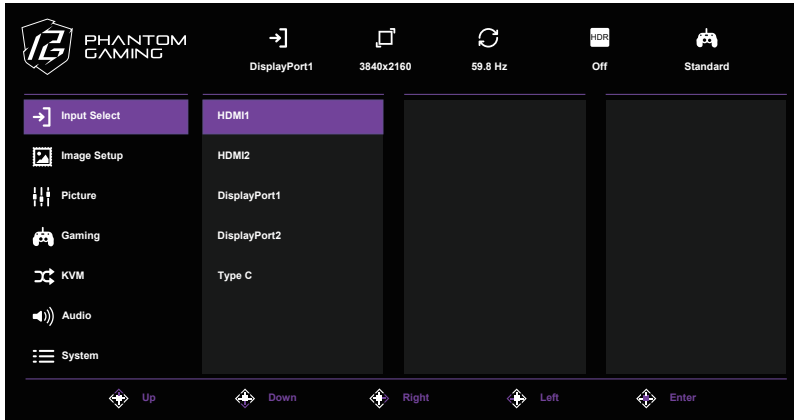 PHANTOM
GAMING
HDR
DisplayPort1
3840x2160
59.8 Hz
Off
Standard
Input Select
Image Setup
Picture
Gaming
KVM
Audio
System
HDMI1
HDMI2
DisplayPort1
DisplayPort2
Type C
Up
Down
Right
Left
Enter